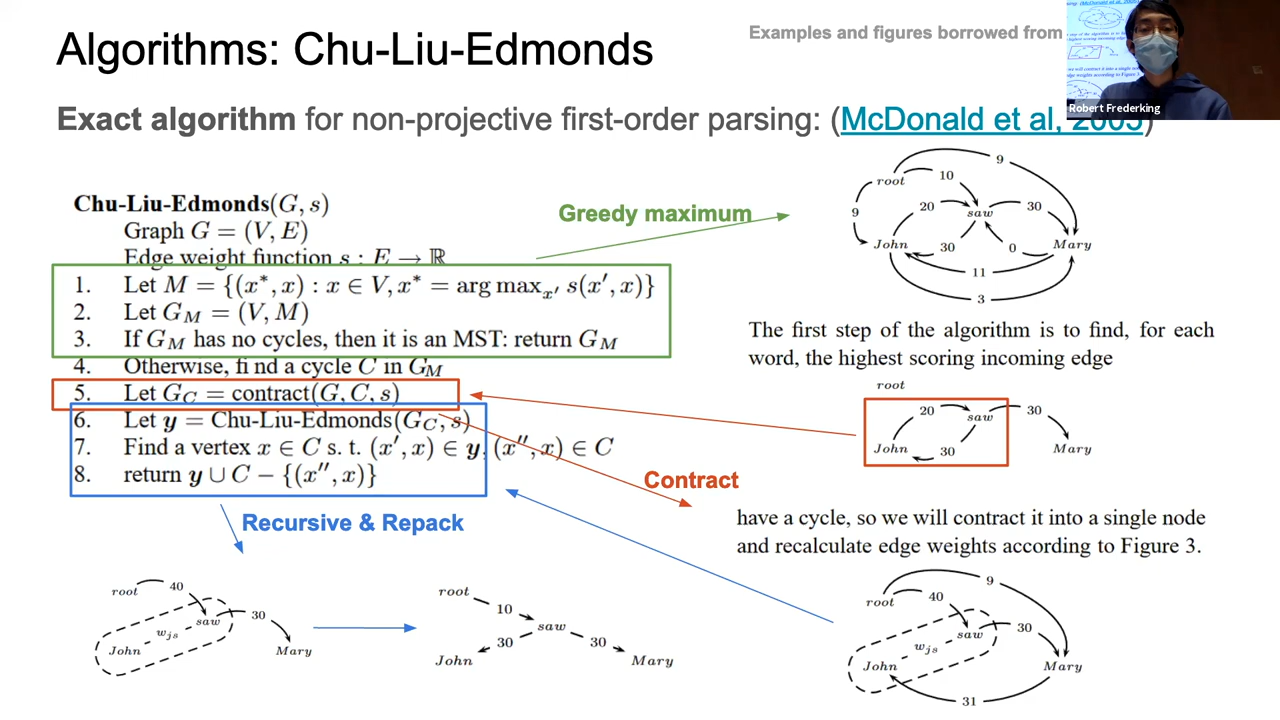 Algorithms: Chu-Liu-Edmonds
Examples and figures borrowed from
Robert Frederking
Exact algorithm for non-projective first-order parsing: (McDonald et al, 2005)
Chu-Liu-Edmonds(G, s)
Graph G = (V, E)
Edge weight function s : E → ℝ
1. Let M = {(x*, x) : x ∈ V, x* = arg max_{x′} s(x′, x)}
2. Let G_M = (V, M)
3. If G_M has no cycles, then it is an MST: return G_M
4. Otherwise, find a cycle C in G_M
5. Let G_C = contract(G, C, s)
6. Let y = Chu-Liu-Edmonds(G_C, s)
7. Find a vertex x ∈ C s. t. (x′, x) ∈ y, (x″, x) ∈ C
8. return y ∪ C − {(x″, x)}
Greedy maximum
Contract
Recursive & Repack
9
root
10
9
20
saw
30
John
30
0
Mary
11
3
The first step of the algorithm is to find, for each
word, the highest scoring incoming edge
root
20
saw
30
John
30
Mary
have a cycle, so we will contract it into a single node
and recalculate edge weights according to Figure 3.
9
root
40
saw
30
w_js
John
Mary
31
root
40
saw
30
w_js
John
Mary
root
10
saw
30
30
John
Mary